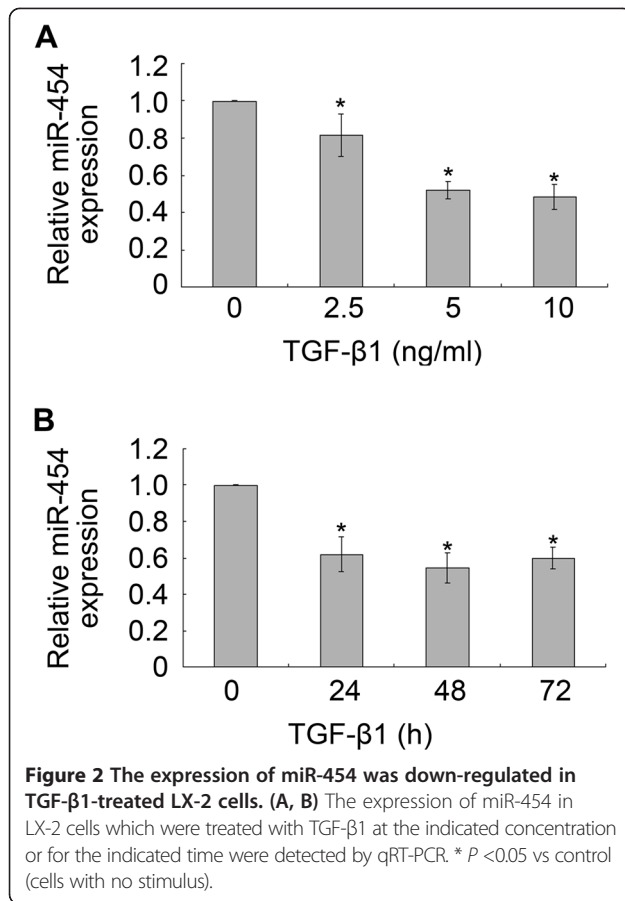 A
Relative miR-454
expression
1.2
1.0
0.8
0.6
0.4
0.2
0
*
*
*
0 2.5 5 10
TGF-β1 (ng/ml)
B
Relative miR-454
expression
1.2
1.0
0.8
0.6
0.4
0.2
0
*
*
*
0 24 48 72
TGF-β1 (h)
Figure 2 The expression of miR-454 was down-regulated in
TGF-β1-treated LX-2 cells. (A, B) The expression of miR-454 in
LX-2 cells which were treated with TGF-β1 at the indicated concentration
or for the indicated time were detected by qRT-PCR. * P <0.05 vs control
(cells with no stimulus).